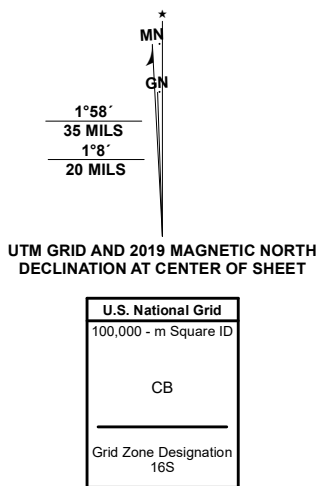 MN
GN
1°58´
35 MILS
1°8´
20 MILS
UTM GRID AND 2019 MAGNETIC NORTH
DECLINATION AT CENTER OF SHEET
U.S. National Grid
100,000 - m Square ID
CB
Grid Zone Designation
16S